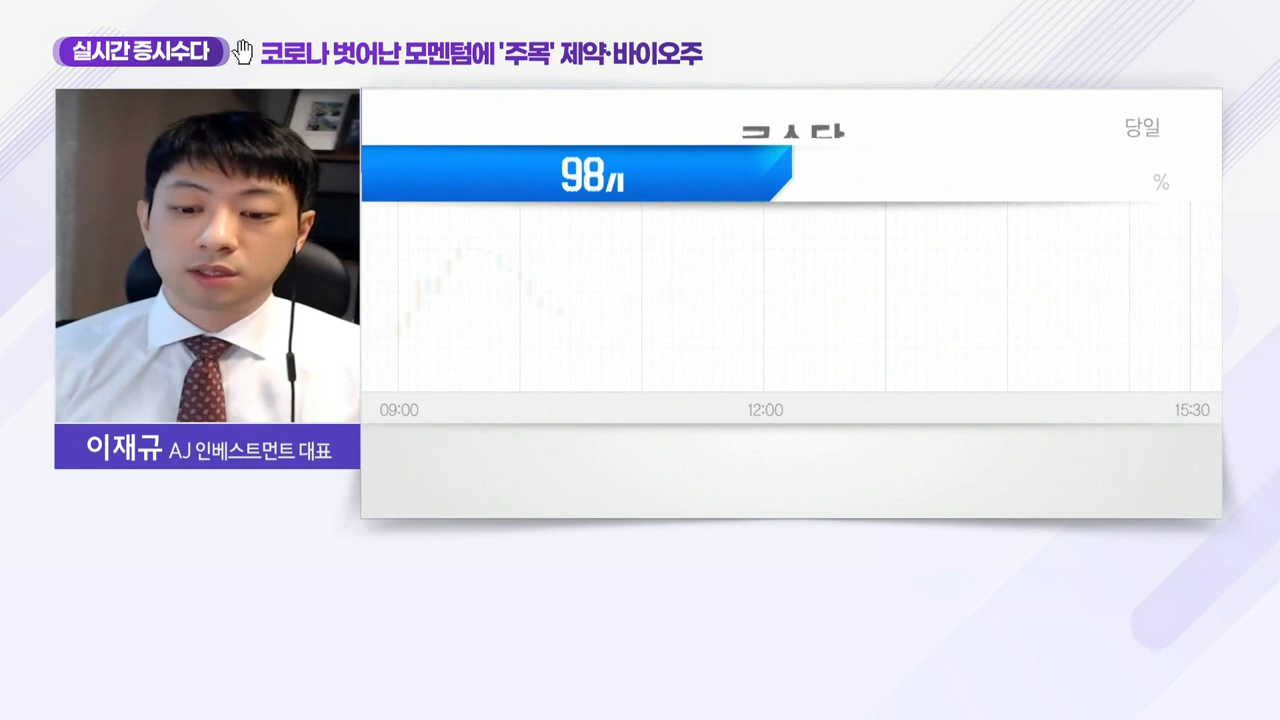 실시간 증시수다 코로나 벗어난 모멘텀에 '주목' 제약·바이오주
당일
98
%
09:00 12:00 15:30
이재규 AJ 인베스트먼트 대표